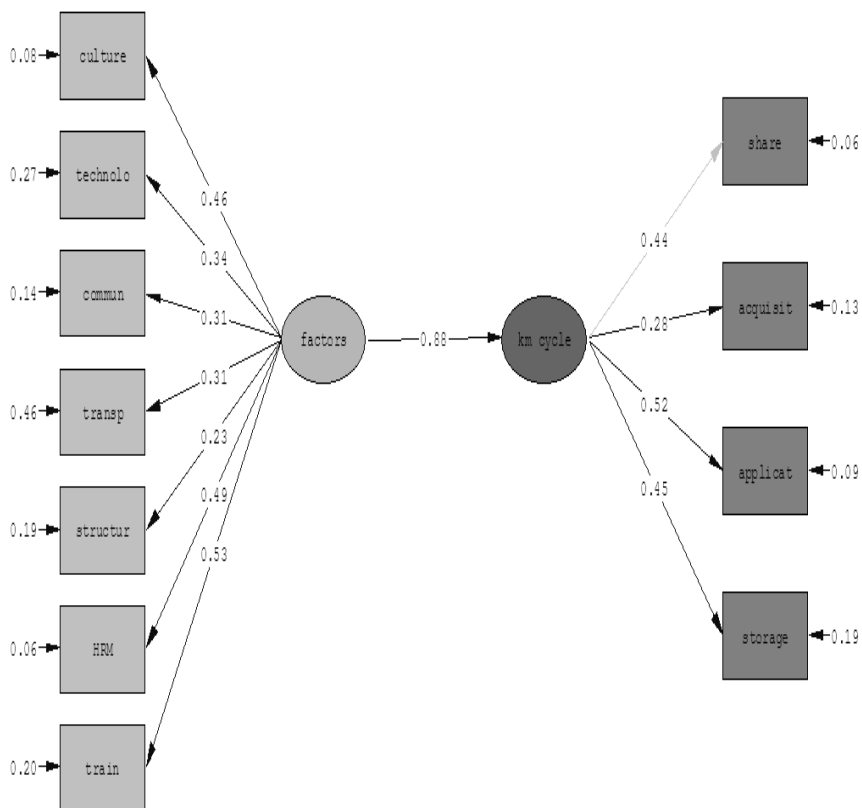 0.08
culture
0.27
technolo
0.14
commun
0.46
transp
0.19
structur
0.06
HRM
0.20
train
0.46
0.34
0.31
0.31
0.23
0.49
0.53
factors
0.88
km cycle
0.44
0.28
0.52
0.45
share
0.06
acquisit
0.13
applicat
0.09
storage
0.19